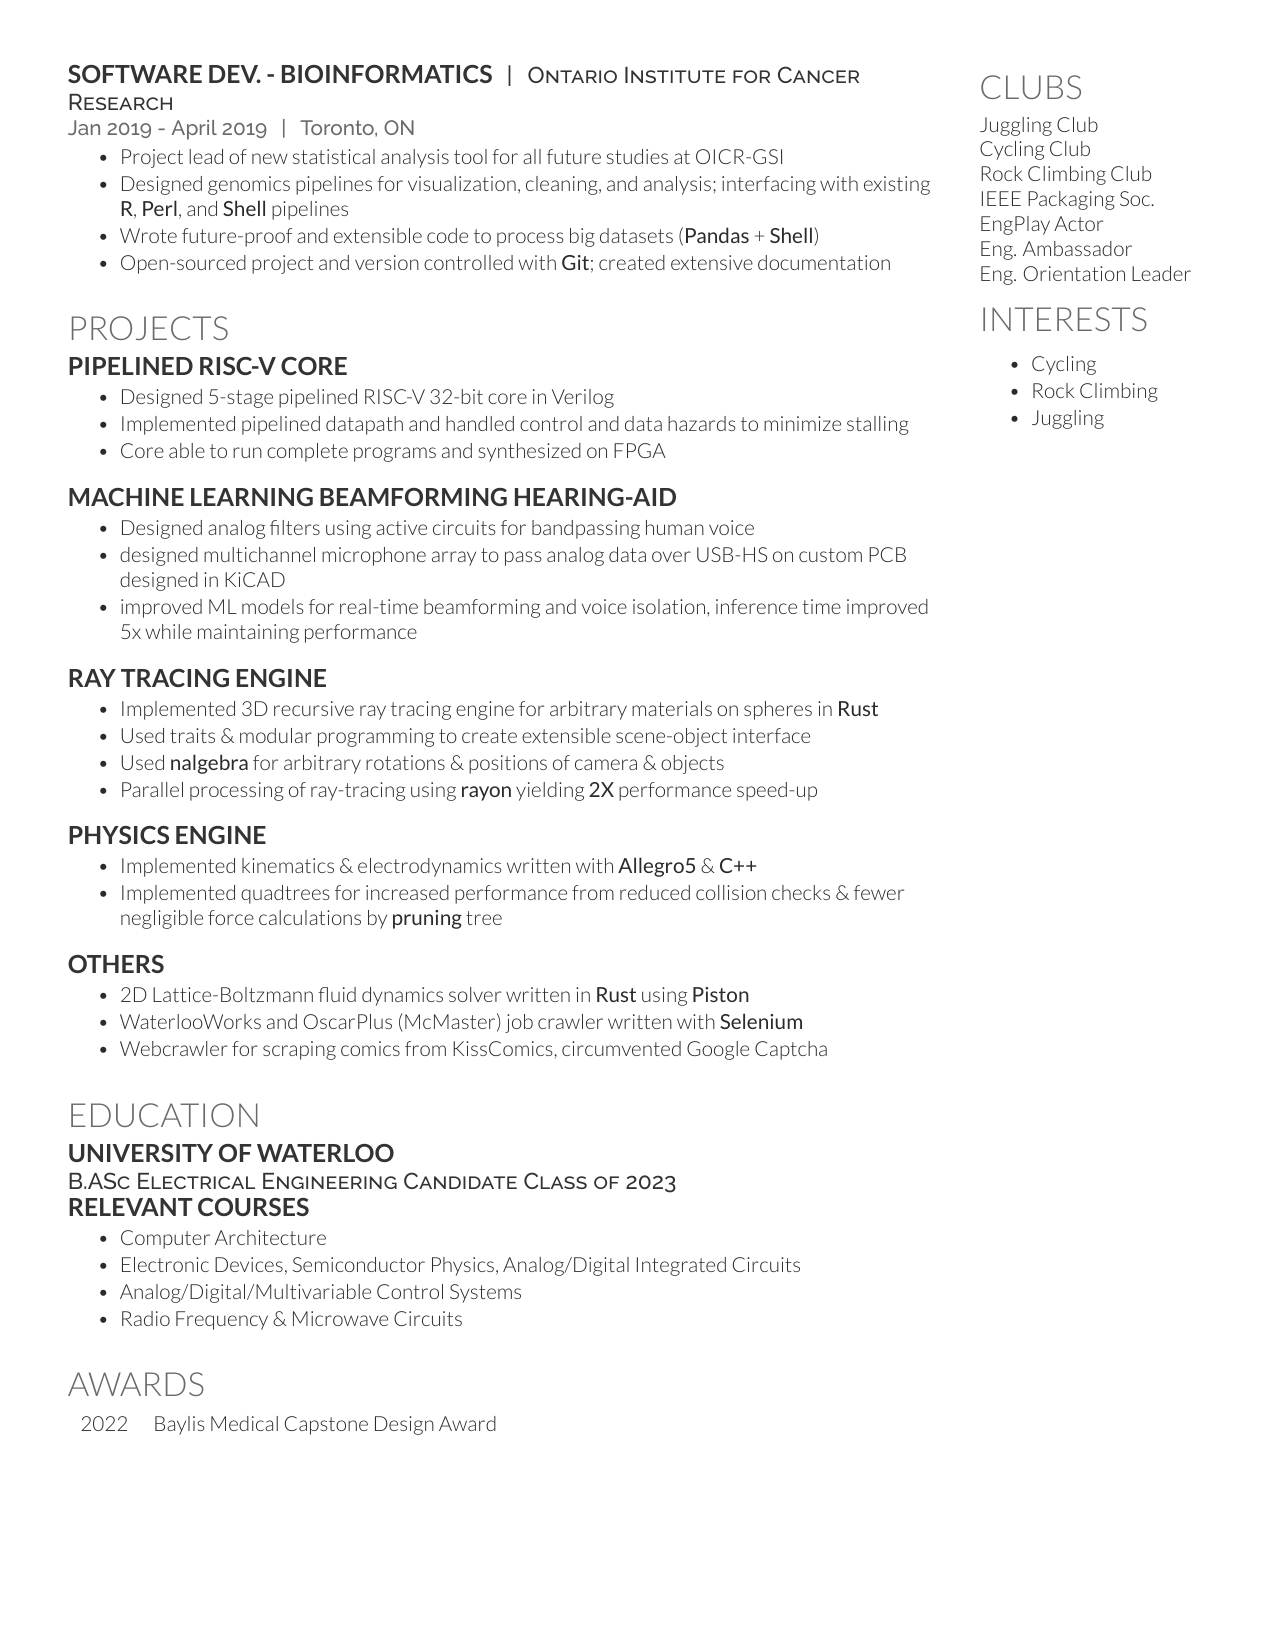 SOFTWARE DEV. - BIOINFORMATICS | Ontario Institute for Cancer
Research
Jan 2019 - April 2019 | Toronto, ON
• Project lead of new statistical analysis tool for all future studies at OICR-GSI
• Designed genomics pipelines for visualization, cleaning, and analysis; interfacing with existing
R, Perl, and Shell pipelines
• Wrote future-proof and extensible code to process big datasets (Pandas + Shell)
• Open-sourced project and version controlled with Git; created extensive documentation
PROJECTS
PIPELINED RISC-V CORE
• Designed 5-stage pipelined RISC-V 32-bit core in Verilog
• Implemented pipelined datapath and handled control and data hazards to minimize stalling
• Core able to run complete programs and synthesized on FPGA
MACHINE LEARNING BEAMFORMING HEARING-AID
• Designed analog filters using active circuits for bandpassing human voice
• designed multichannel microphone array to pass analog data over USB-HS on custom PCB
designed in KiCAD
• improved ML models for real-time beamforming and voice isolation, inference time improved
5x while maintaining performance
RAY TRACING ENGINE
• Implemented 3D recursive ray tracing engine for arbitrary materials on spheres in Rust
• Used traits & modular programming to create extensible scene-object interface
• Used nalgebra for arbitrary rotations & positions of camera & objects
• Parallel processing of ray-tracing using rayon yielding 2X performance speed-up
PHYSICS ENGINE
• Implemented kinematics & electrodynamics written with Allegro5 & C++
• Implemented quadtrees for increased performance from reduced collision checks & fewer
negligible force calculations by pruning tree
OTHERS
• 2D Lattice-Boltzmann fluid dynamics solver written in Rust using Piston
• WaterlooWorks and OscarPlus (McMaster) job crawler written with Selenium
• Webcrawler for scraping comics from KissComics, circumvented Google Captcha
EDUCATION
UNIVERSITY OF WATERLOO
B.ASc Electrical Engineering Candidate Class of 2023
RELEVANT COURSES
• Computer Architecture
• Electronic Devices, Semiconductor Physics, Analog/Digital Integrated Circuits
• Analog/Digital/Multivariable Control Systems
• Radio Frequency & Microwave Circuits
AWARDS
2022 Baylis Medical Capstone Design Award
CLUBS
Juggling Club
Cycling Club
Rock Climbing Club
IEEE Packaging Soc.
EngPlay Actor
Eng. Ambassador
Eng. Orientation Leader
INTERESTS
• Cycling
• Rock Climbing
• Juggling